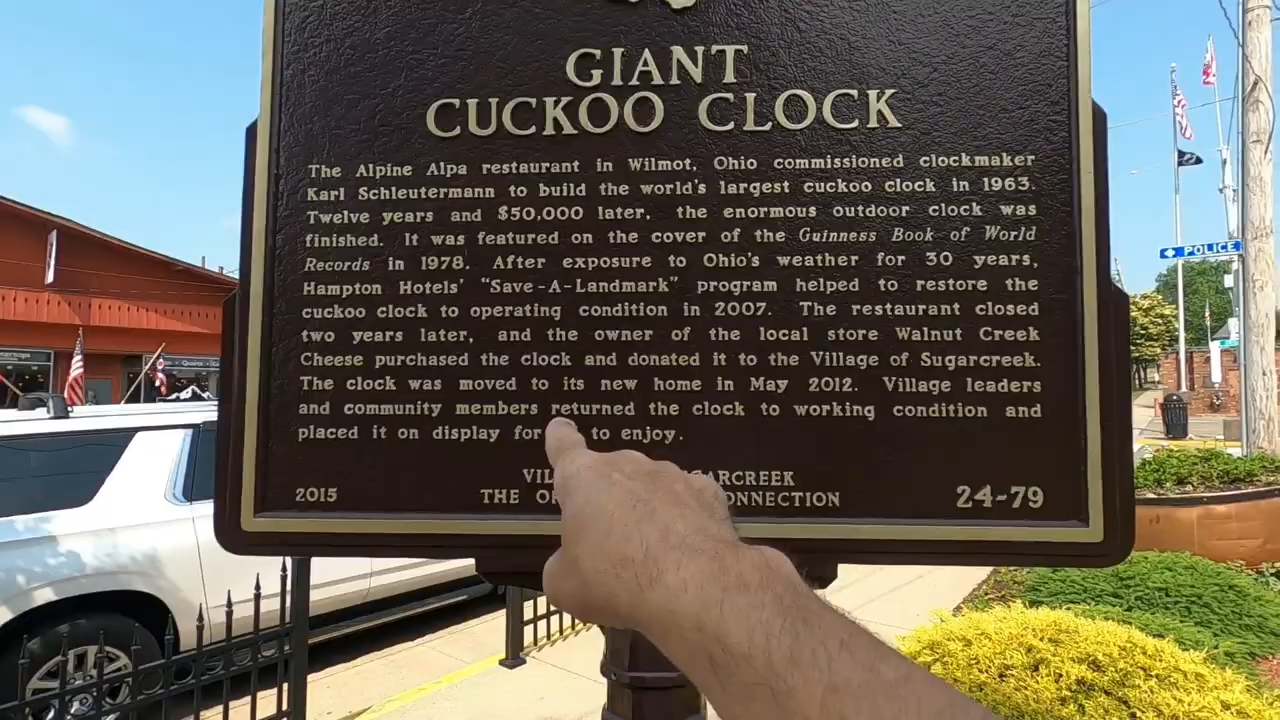 GIANT
CUCKOO CLOCK
The Alpine Alpa restaurant in Wilmot, Ohio commissioned clockmaker
Karl Schleutermann to build the world's largest cuckoo clock in 1963.
Twelve years and $50,000 later, the enormous outdoor clock was
finished. It was featured on the cover of the Guinness Book of World
Records in 1978. After exposure to Ohio's weather for 30 years,
Hampton Hotels' "Save-A-Landmark" program helped to restore the
cuckoo clock to operating condition in 2007. The restaurant closed
two years later, and the owner of the local store Walnut Creek
Cheese purchased the clock and donated it to the Village of Sugarcreek.
The clock was moved to its new home in May 2012. Village leaders
and community members returned the clock to working condition and
placed it on display for to enjoy.
THE
2015
24-79
POLICE